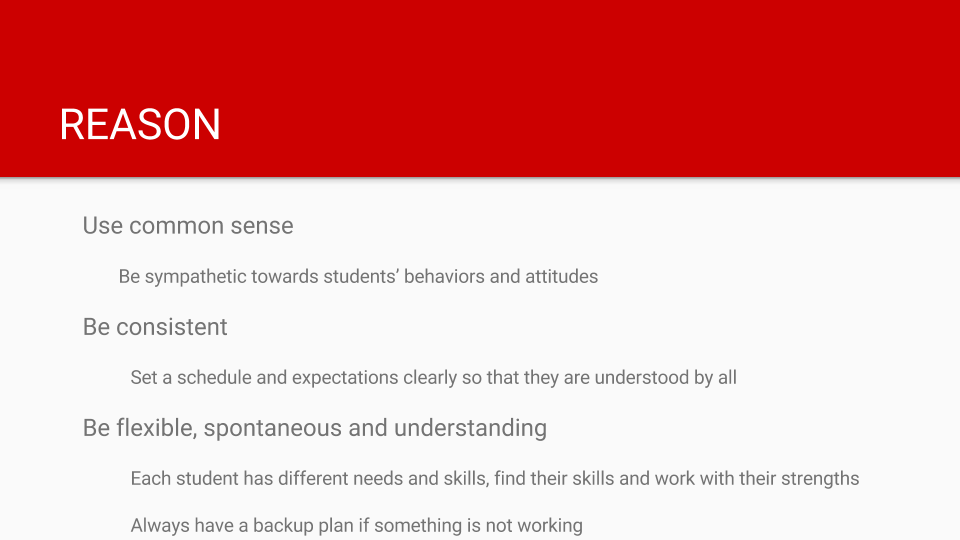 REASON
Use common sense
Be sympathetic towards students’ behaviors and attitudes
Be consistent
Set a schedule and expectations clearly so that they are understood by all
Be flexible, spontaneous and understanding
Each student has different needs and skills, find their skills and work with their strengths
Always have a backup plan if something is not working